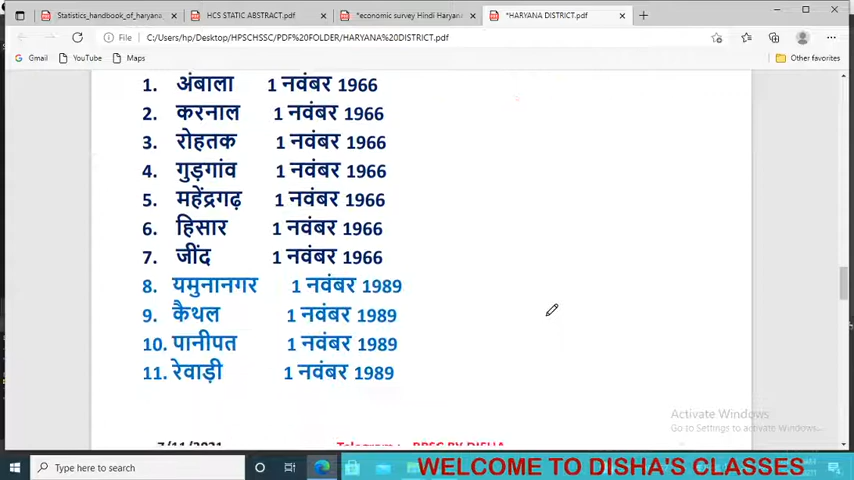 Statistics_handbook_of_haryana
HCS STATIC ABSTRACT.pdf
*economic survey Hindi Haryana
*HARYANA DISTRICT.pdf
File
C:/Users/hp/Desktop/HPSCHSSC/PDF%20FOLDER/HARYANA%20DISTRICT.pdf
Gmail YouTube Maps Other favorites
1. अंबाला 1 नवंबर 1966
2. करनाल 1 नवंबर 1966
3. रोहतक 1 नवंबर 1966
4. गुड़गांव 1 नवंबर 1966
5. महेंद्रगढ़ 1 नवंबर 1966
6. हिसार 1 नवंबर 1966
7. जींद 1 नवंबर 1966
8. यमुनानगर 1 नवंबर 1989
9. कैथल 1 नवंबर 1989
10. पानीपत 1 नवंबर 1989
11. रेवाड़ी 1 नवंबर 1989
Activate Windows
Go to Settings to activate Windows.
7/11/2021
Type here to search
WELCOME TO DISHA'S CLASSES